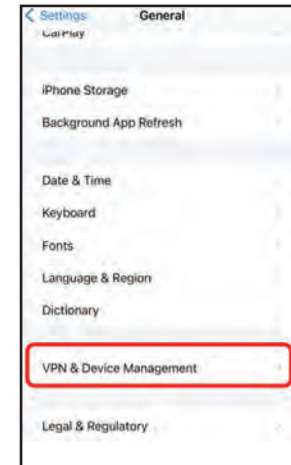 Settings General
CarPlay
iPhone Storage
Background App Refresh
Date & Time
Keyboard
Fonts
Language & Region
Dictionary
VPN & Device Management
Legal & Regulatory